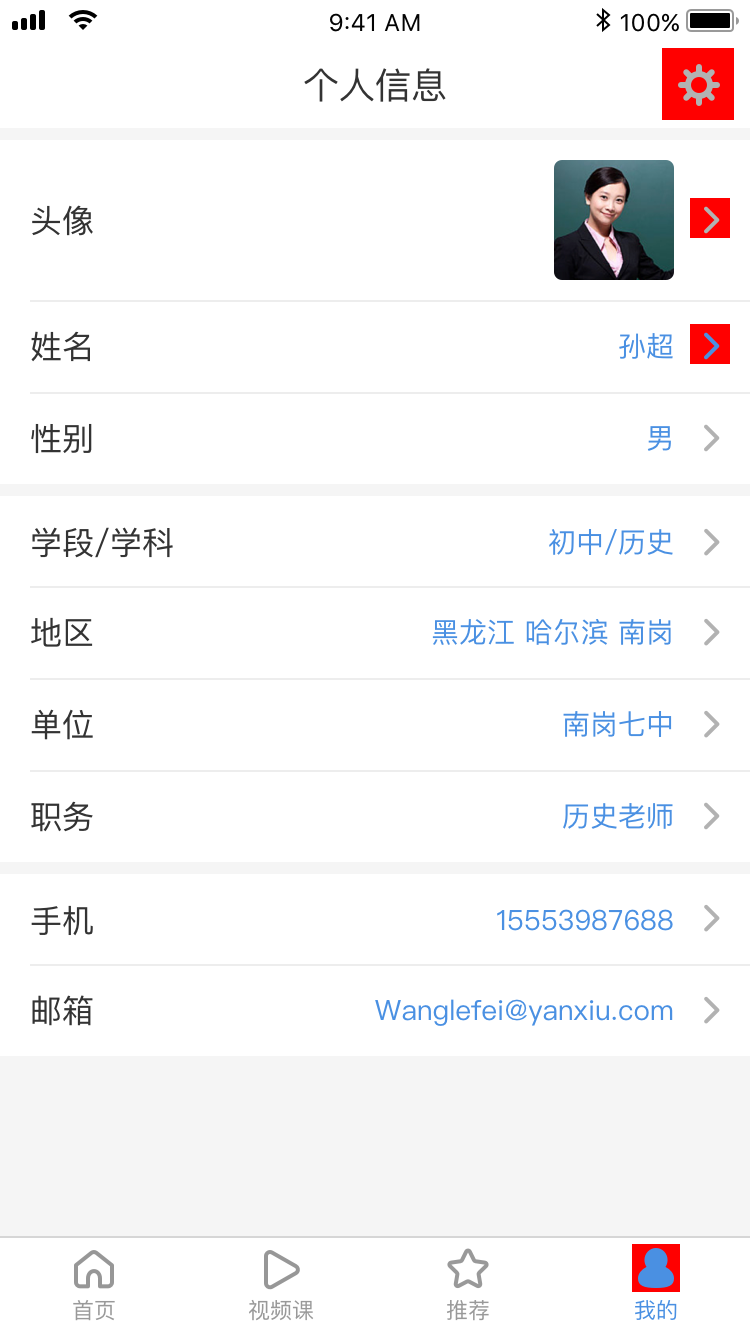 9:41 AM 100%
个人信息
头像
姓名 孙超
性别 男
学段/学科 初中/历史
地区 黑龙江 哈尔滨 南岗
单位 南岗七中
职务 历史老师
手机 15553987688
邮箱 Wanglefei@yanxiu.com
首页 视频课 推荐 我的